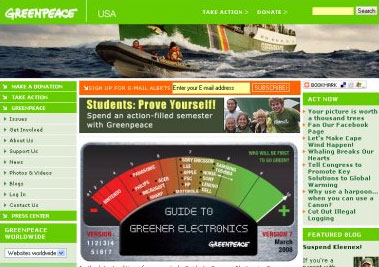 GREENPEACE
USA
TAKE ACTION >
DONATE >
Search
MAKE A DONATION
TAKE ACTION
GREENPEACE
Issues
Get Involved
About Us
Support Us
News
Photos & Videos
Blogs
Log In
Contact Us
PRESS CENTER
GREENPEACE
WORLDWIDE
Websites worldwide
SIGN UP FOR E-MAIL ALERTS
Enter your E-mail address
SUBSCRIBE!
Students: Prove Yourself!
Spend an action-filled semester
with Greenpeace
WHO WILL BE FIRST
TO GO GREEN?
NINTENDO
MICROSOFT
PHILIPS
SHARP
PANASONIC
MOTOROLA
ACER
APPLE
HP
SONY ERICSSON
LGE
DELL
FSC
NOKIA
SONY
LENOVO
SAMSUNG
TOSHIBA
GUIDE TO
GREENER ELECTRONICS
GREENPEACE
VERSION
1|2|3|4
5|6|7
VERSION 7
March
2008
BOOKMARK
ACT NOW
Your picture is worth
a thousand trees
Fan Our Facebook
Page
Let's Make Cape
Wind Happen!
Whaling Breaks Our
Hearts
Tell Congress to
Promote Key
Solutions to Global
Warming
Why use a harpoon...
when you can use a
Canon?
Cut Out Illegal
Logging
FEATURED BLOG
Suspend Kleenex!
If you're a